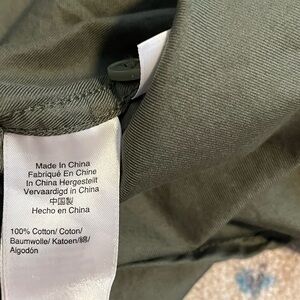 Made In China
Fabriqué En Chine
In China Hergestellt
Vervaardigd in China
中国製
Hecho en China
100% Cotton/ Coton/
Baumwolle/ Katoen/綿/
Algodón